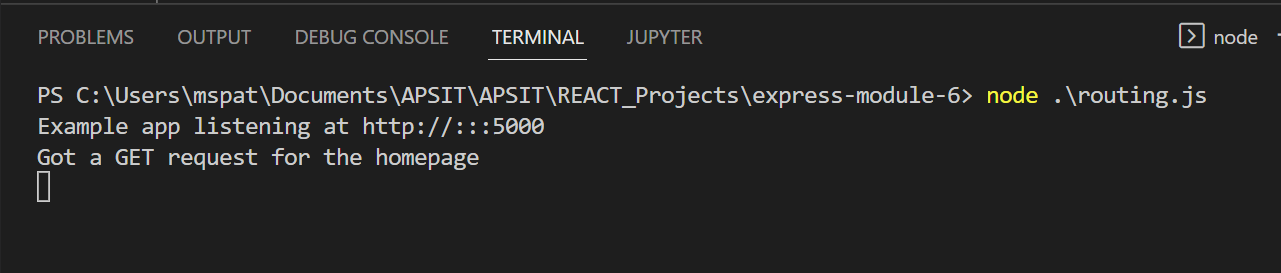 PROBLEMS OUTPUT DEBUG CONSOLE TERMINAL JUPYTER node
PS C:\Users\mspat\Documents\APSIT\APSIT\REACT_Projects\express-module-6> node .\routing.js
Example app listening at http://:::5000
Got a GET request for the homepage